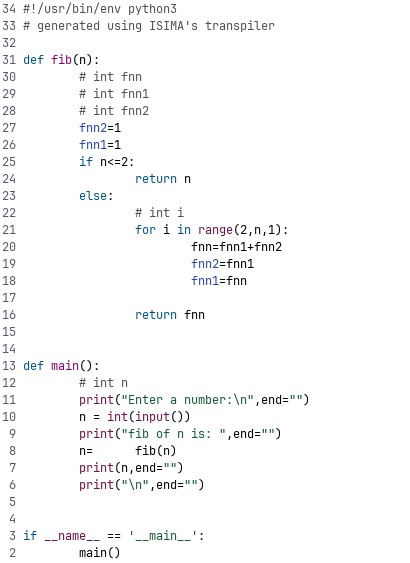 34 #!/usr/bin/env python3
33 # generated using ISIMA's transpiler
32
31 def fib(n):
30         # int fnn
29         # int fnn1
28         # int fnn2
27         fnn2=1
26         fnn1=1
25         if n<=2:
24                 return n
23         else:
22                 # int i
21                 for i in range(2,n,1):
20                         fnn=fnn1+fnn2
19                         fnn2=fnn1
18                         fnn1=fnn
17
16                 return fnn
15
14
13 def main():
12         # int n
11         print("Enter a number:\n",end="")
10         n = int(input())
9         print("fib of n is: ",end="")
8         n=      fib(n)
7         print(n,end="")
6         print("\n",end="")
5
4
3 if __name__ == '__main__':
2         main()